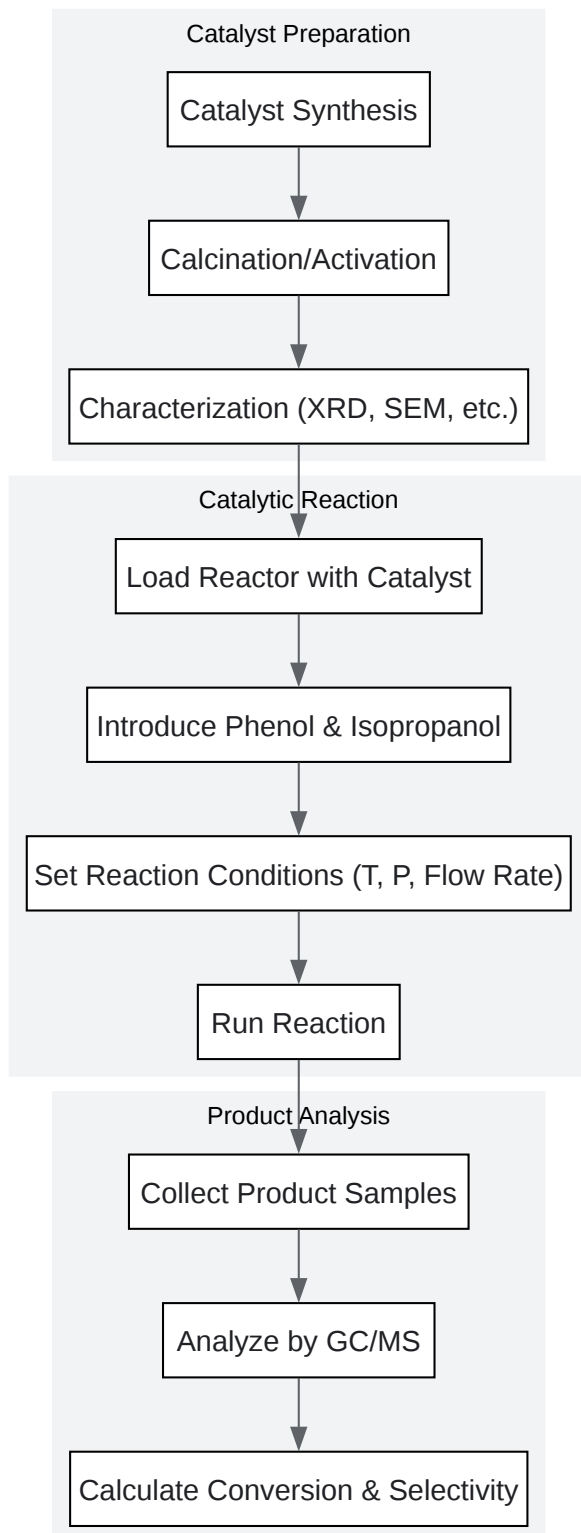 Catalyst Preparation
Catalyst Synthesis
Calcination/Activation
Characterization (XRD, SEM, etc.)
Catalytic Reaction
Load Reactor with Catalyst
Introduce Phenol & Isopropanol
Set Reaction Conditions (T, P, Flow Rate)
Run Reaction
Product Analysis
Collect Product Samples
Analyze by GC/MS
Calculate Conversion & Selectivity